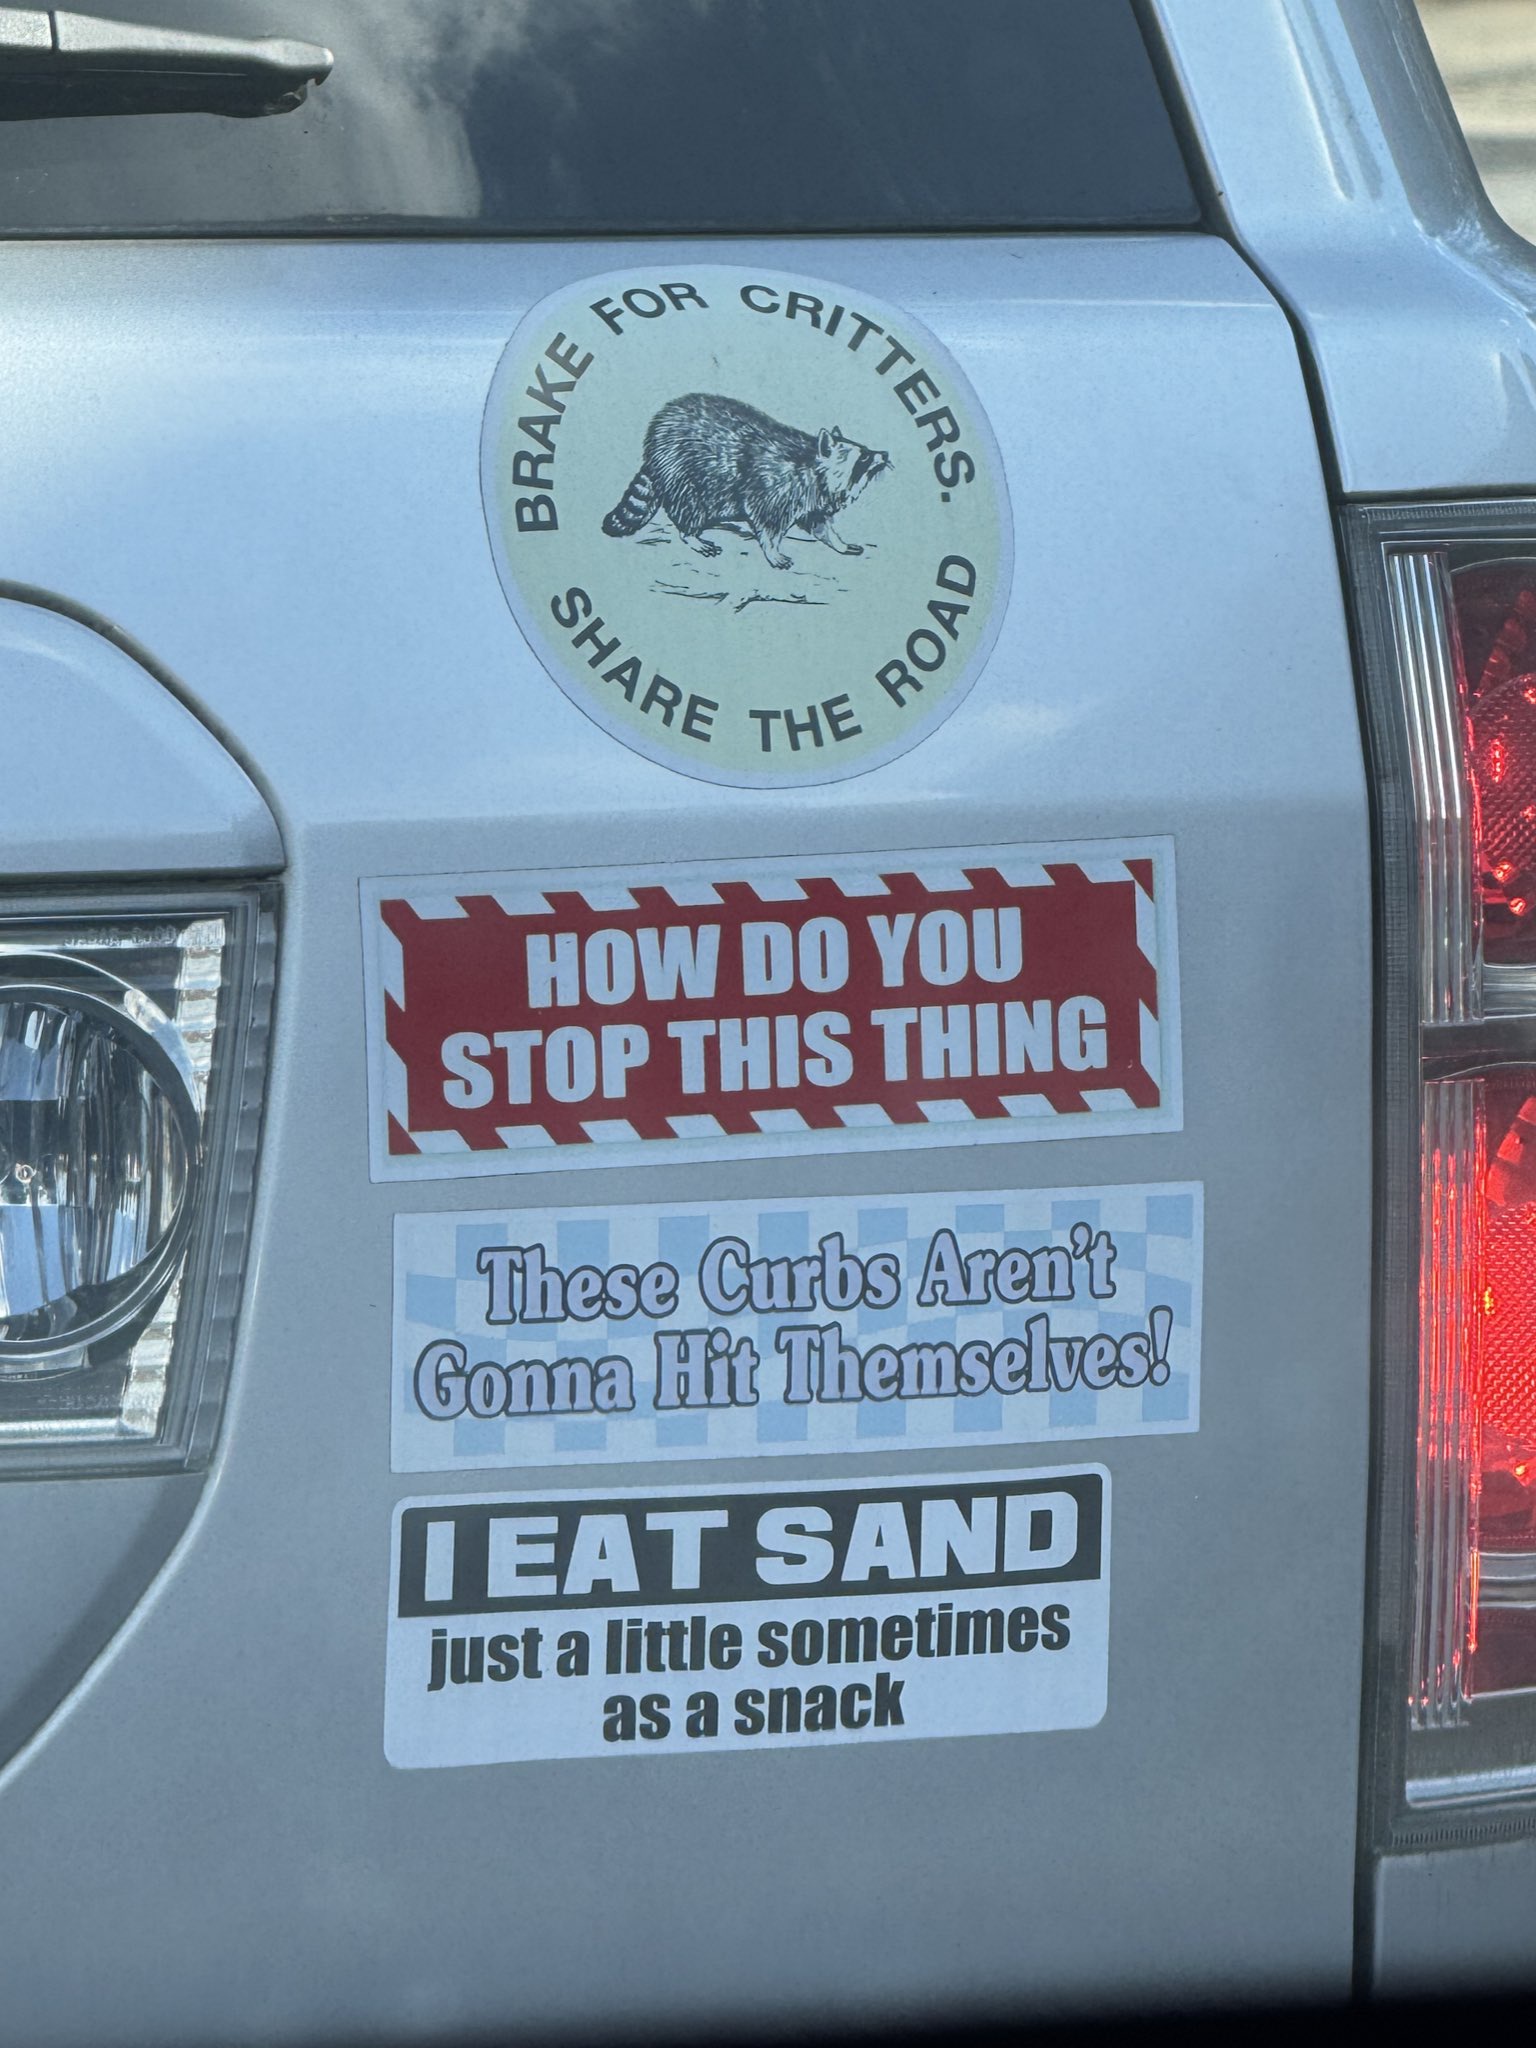 BRAKE FOR CRITTERS.
SHARE THE ROAD
HOW DO YOU
STOP THIS THING
These Curbs Aren't
Gonna Hit Themselves!
I EAT SAND
just a little sometimes
as a snack